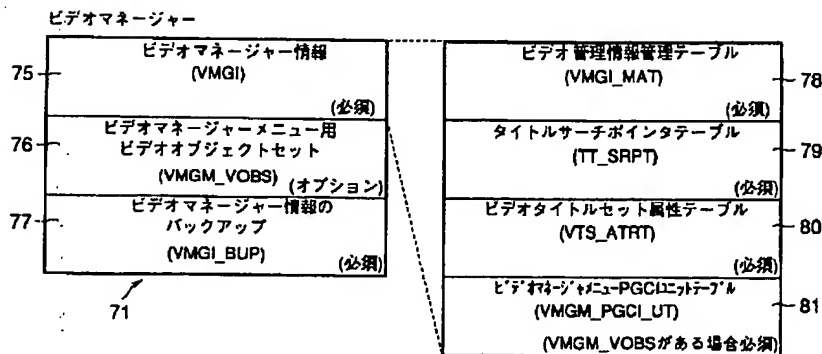 ビデオマネージャー
75
ビデオマネージャー情報
(VMGI)
(必須)
76
ビデオマネージャーメニュー用
ビデオオブジェクトセット
(VMGM_VOBS)
(オプション)
77
ビデオマネージャー情報の
バックアップ
(VMGI_BUP)
(必須)
71
ビデオ管理情報管理テーブル
(VMGI_MAT)
(必須)
78
タイトルサーチポインタテーブル
(TT_SRPT)
(必須)
79
ビデオタイトルセット属性テーブル
(VTS_ATRT)
(必須)
80
ビデオマネージャメニューPGCIユニットテーブル
(VMGM_PGCI_UT)
(VMGM_VOBSがある場合必須)
81